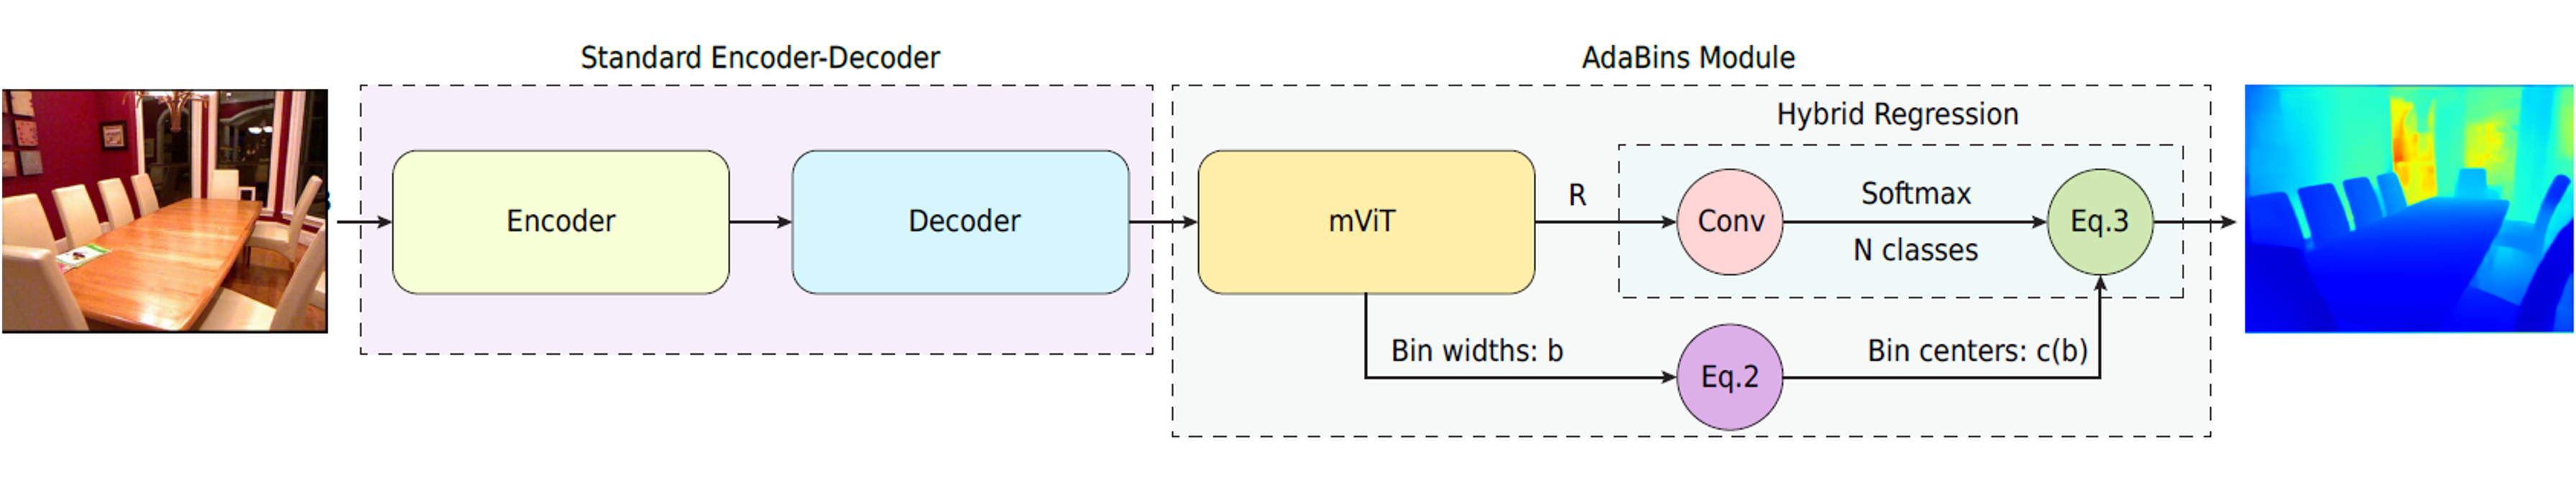 Standard Encoder-Decoder
AdaBins Module
Hybrid Regression
Encoder
Decoder
mViT
R
Conv
Softmax
N classes
Eq.3
Bin widths: b
Eq.2
Bin centers: c(b)